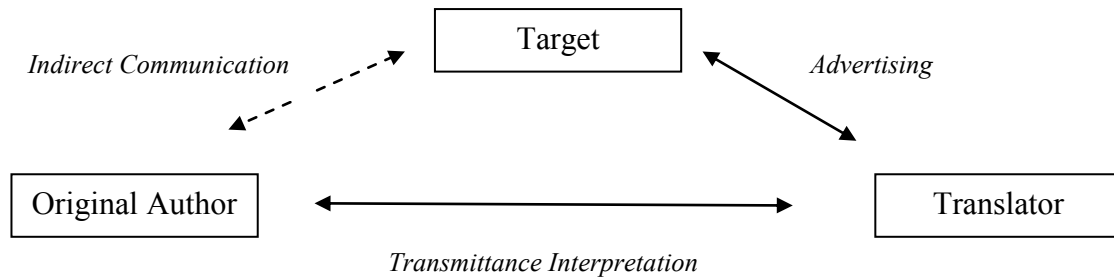 Target
Indirect Communication
Advertising
Original Author
Translator
Transmittance Interpretation